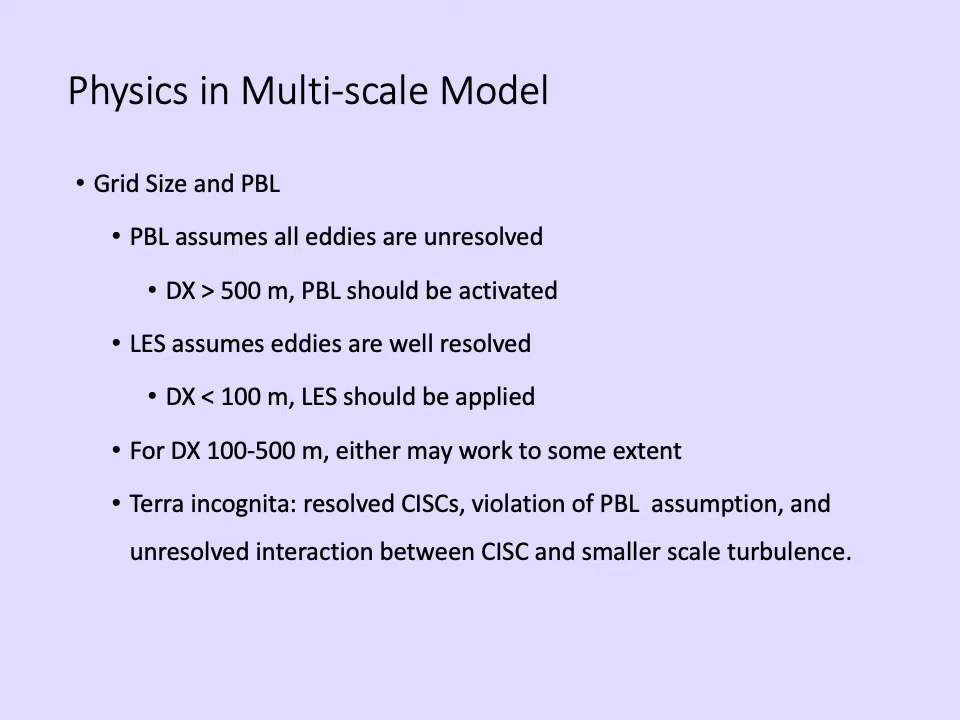 Physics in Multi-scale Model
• Grid Size and PBL
• PBL assumes all eddies are unresolved
• DX > 500 m, PBL should be activated
• LES assumes eddies are well resolved
• DX < 100 m, LES should be applied
• For DX 100-500 m, either may work to some extent
• Terra incognita: resolved CISCs, violation of PBL  assumption, and
unresolved interaction between CISC and smaller scale turbulence.